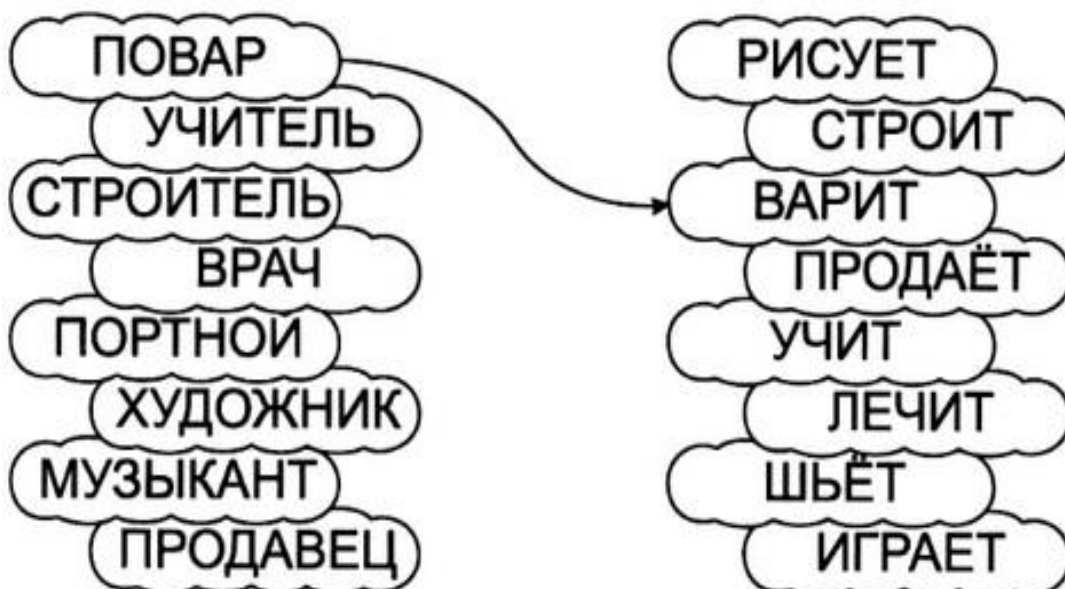 ПОВАР
УЧИТЕЛЬ
СТРОИТЕЛЬ
ВРАЧ
ПОРТНОЙ
ХУДОЖНИК
МУЗЫКАНТ
ПРОДАВЕЦ
РИСУЕТ
СТРОИТ
ВАРИТ
ПРОДАЁТ
УЧИТ
ЛЕЧИТ
ШЬЁТ
ИГРАЕТ